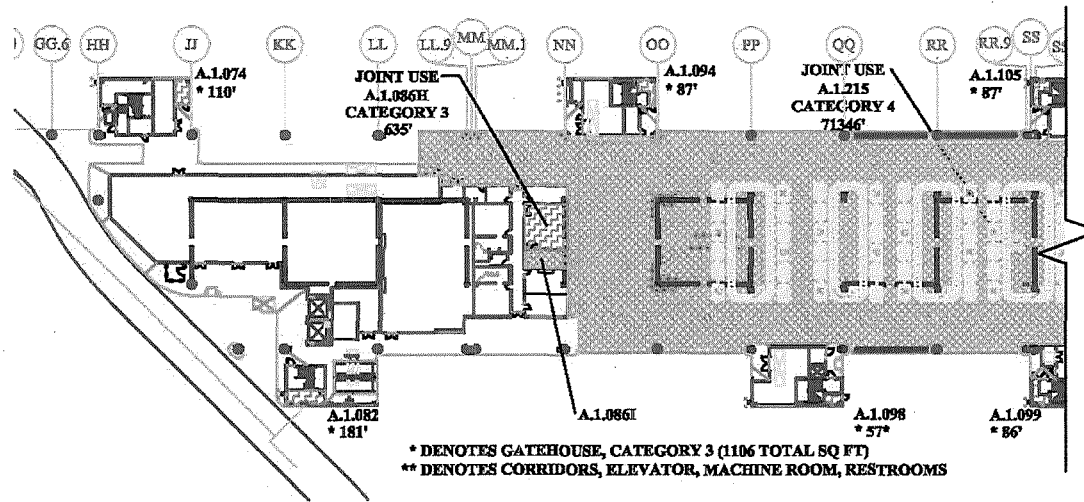 GG.6 HH JJ KK LL LL.9 MM MM.1 NN OO PP QQ RR RR.9 SS
A.1.074
* 110'
JOINT USE
A.1.086H
CATEGORY 3
635'
A.1.094
* 87'
JOINT USE
A.1.215
CATEGORY 4
71346'
A.1.105
* 87'
A.1.082
* 181'
A.1.086I
A.1.098
* 57*
A.1.099
* 86'
* DENOTES GATEHOUSE, CATEGORY 3 (1106 TOTAL SQ FT)
** DENOTES CORRIDORS, ELEVATOR, MACHINE ROOM, RESTROOMS